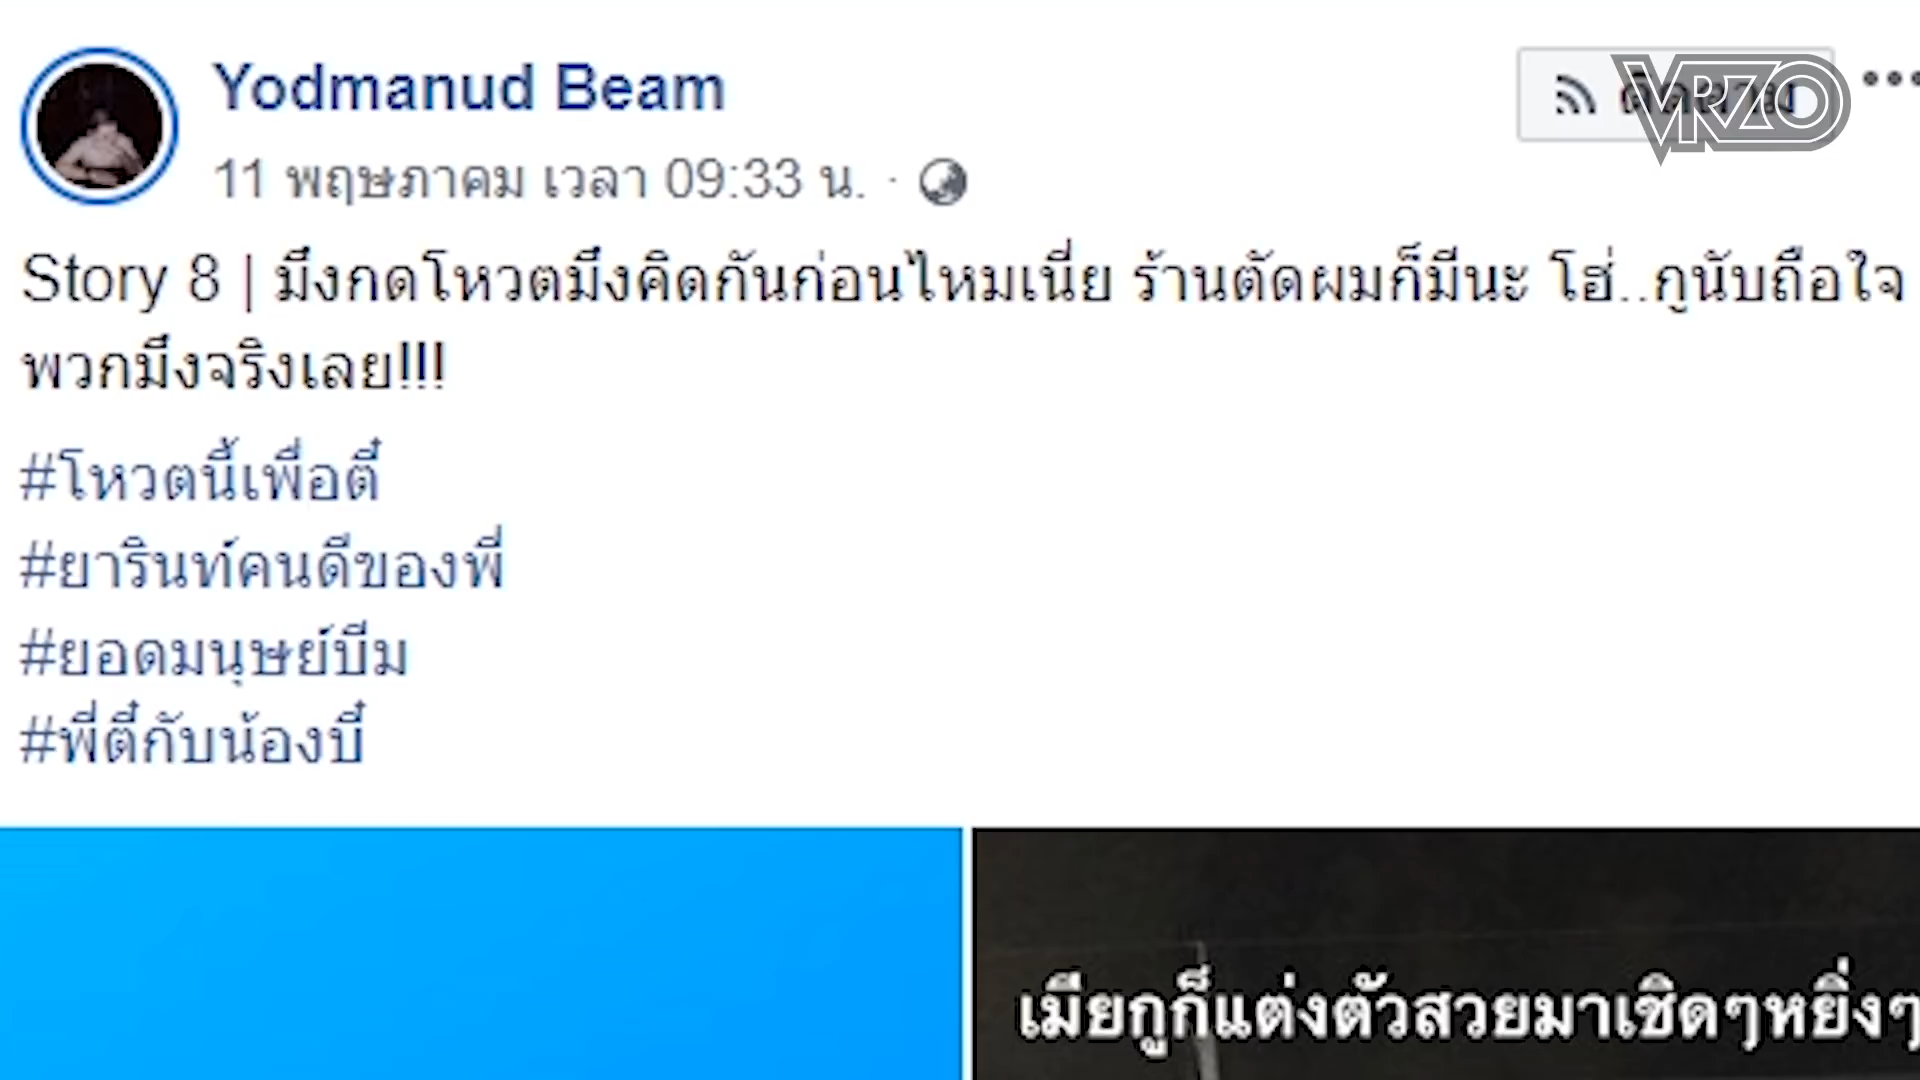 Yodmanud Beam
11 พฤษภาคม เวลา 09:33 น. ·
ติดตาม
VRZO
Story 8 | มึงกดโหวตมึงคิดกันก่อนไหมเนี่ย ร้านตัดผมก็มีนะ โฮ่..กูนับถือใจ
พวกมึงจริงเลย!!!
#โหวตนี้เพื่อตี๋
#ยารินท์คนดีของพี่
#ยอดมนุษย์บีม
#พี่ตี๋กับน้องบี๋
เมียกูก็แต่งตัวสวยมาเชิดๆหยิ่งๆ